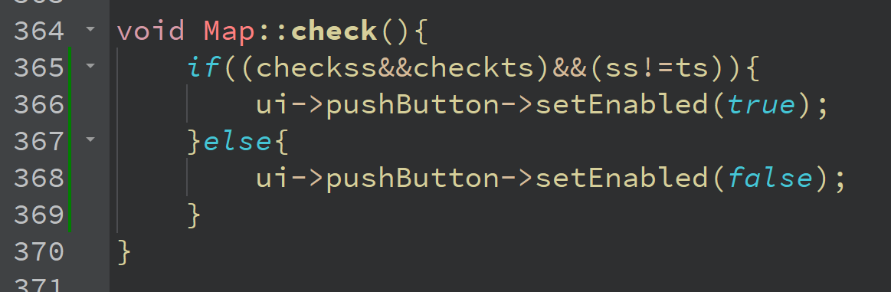 364 void Map::check(){
365     if((checkss&&checkts)&&(ss!=ts)){
366         ui->pushButton->setEnabled(true);
367     }else{
368         ui->pushButton->setEnabled(false);
369     }
370 }
371